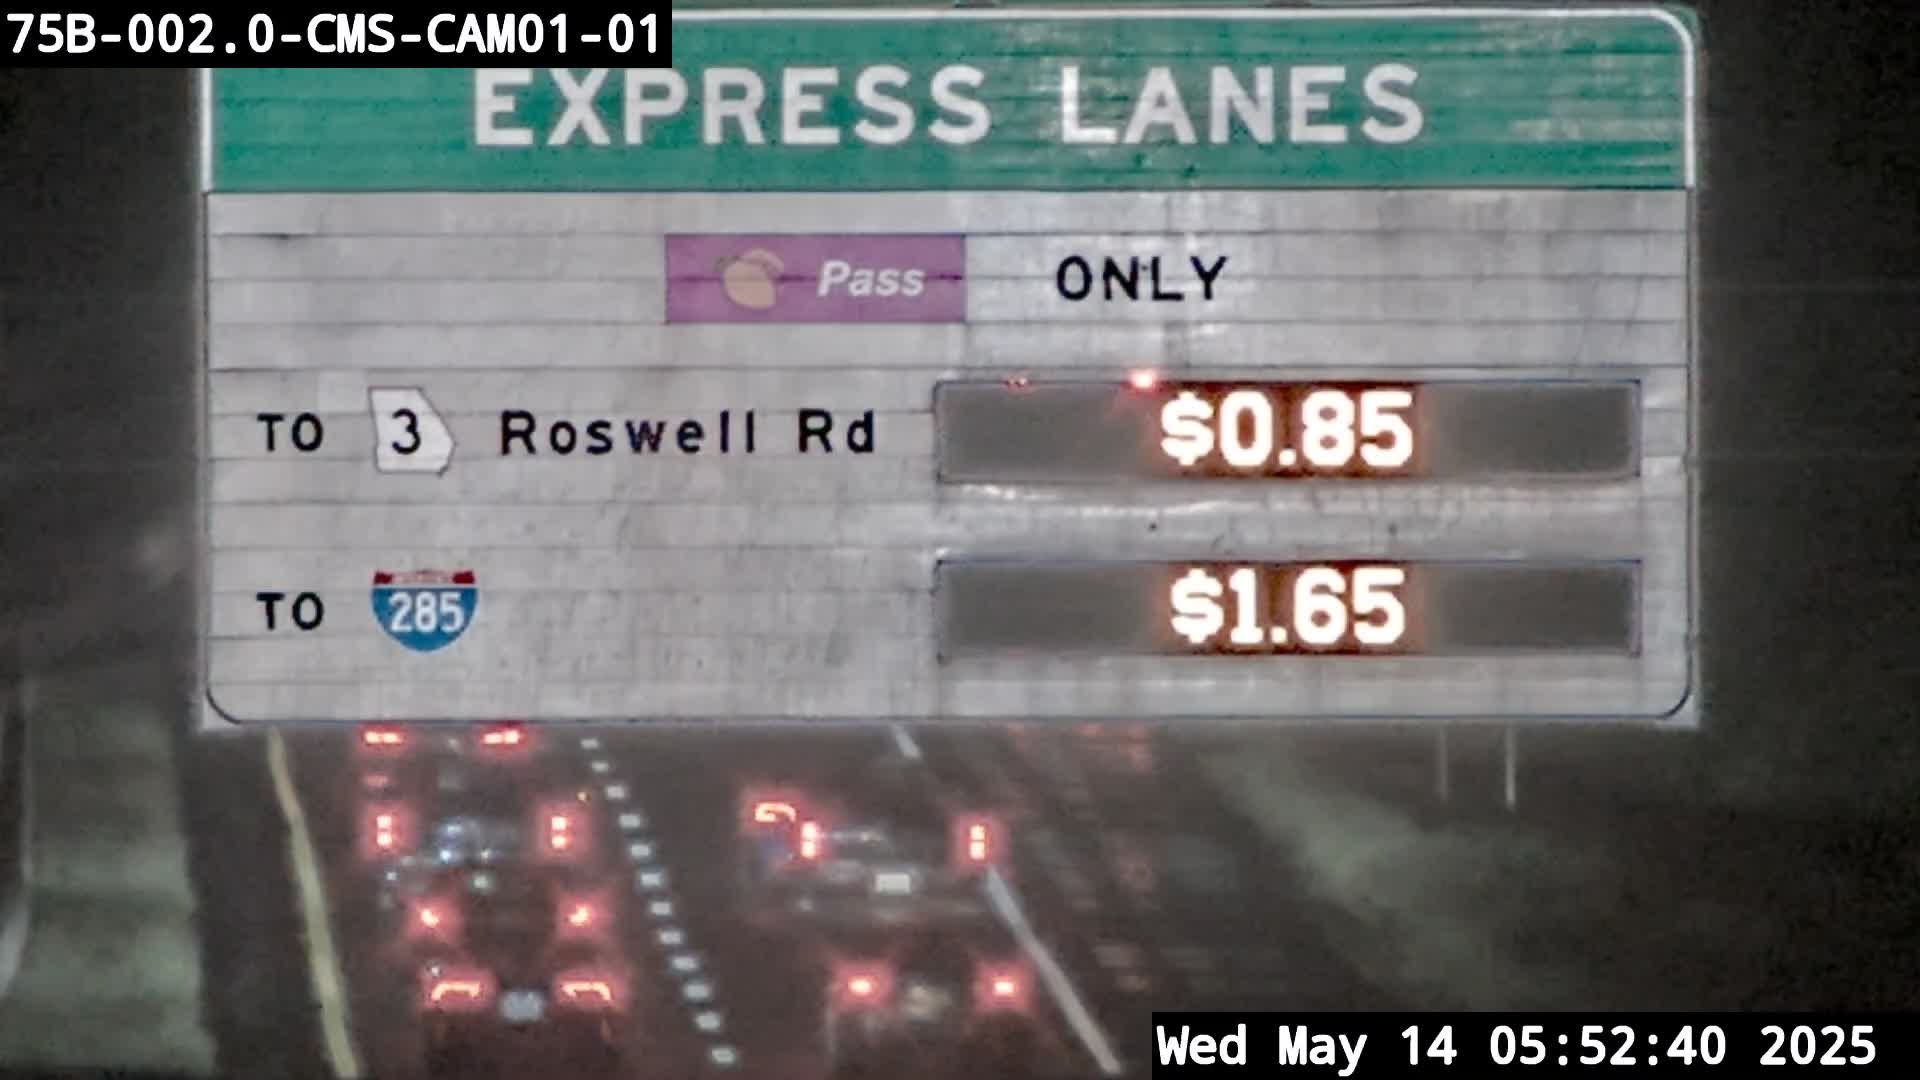 75B-002.0-CMS-CAM01-01
EXPRESS LANES
Pass ONLY
TO 3 Roswell Rd $0.85
TO 285 $1.65
Wed May 14 05:52:40 2025